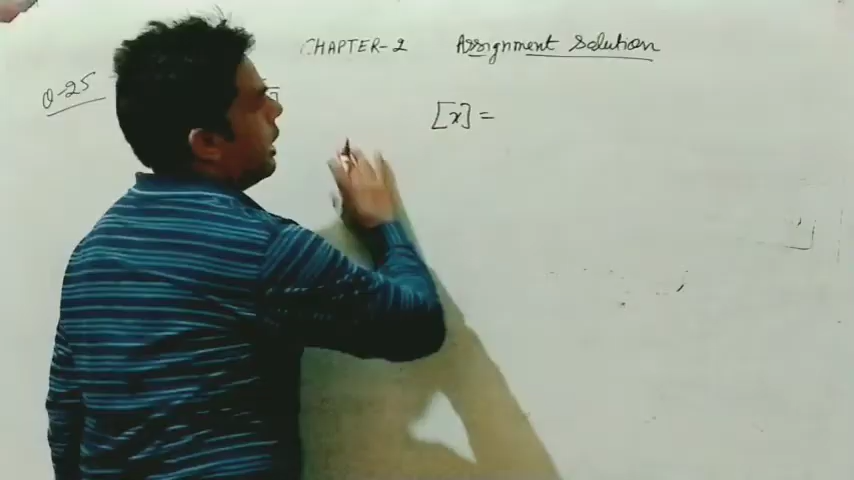 CHAPTER-2 Assignment Solution
Q-25
[x] =